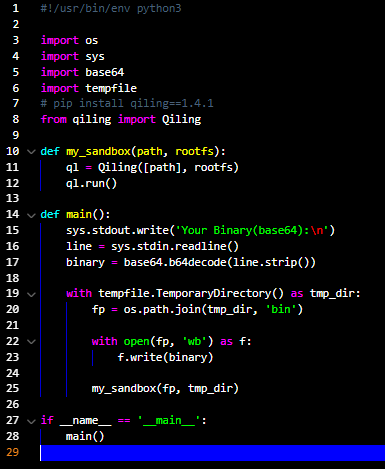 1 #!/usr/bin/env python3
2
3 import os
4 import sys
5 import base64
6 import tempfile
7 # pip install qiling==1.4.1
8 from qiling import Qiling
9
10 def my_sandbox(path, rootfs):
11     ql = Qiling([path], rootfs)
12     ql.run()
13
14 def main():
15     sys.stdout.write('Your Binary(base64):\n')
16     line = sys.stdin.readline()
17     binary = base64.b64decode(line.strip())
18
19     with tempfile.TemporaryDirectory() as tmp_dir:
20         fp = os.path.join(tmp_dir, 'bin')
21
22         with open(fp, 'wb') as f:
23             f.write(binary)
24
25         my_sandbox(fp, tmp_dir)
26
27 if __name__ == '__main__':
28     main()
29